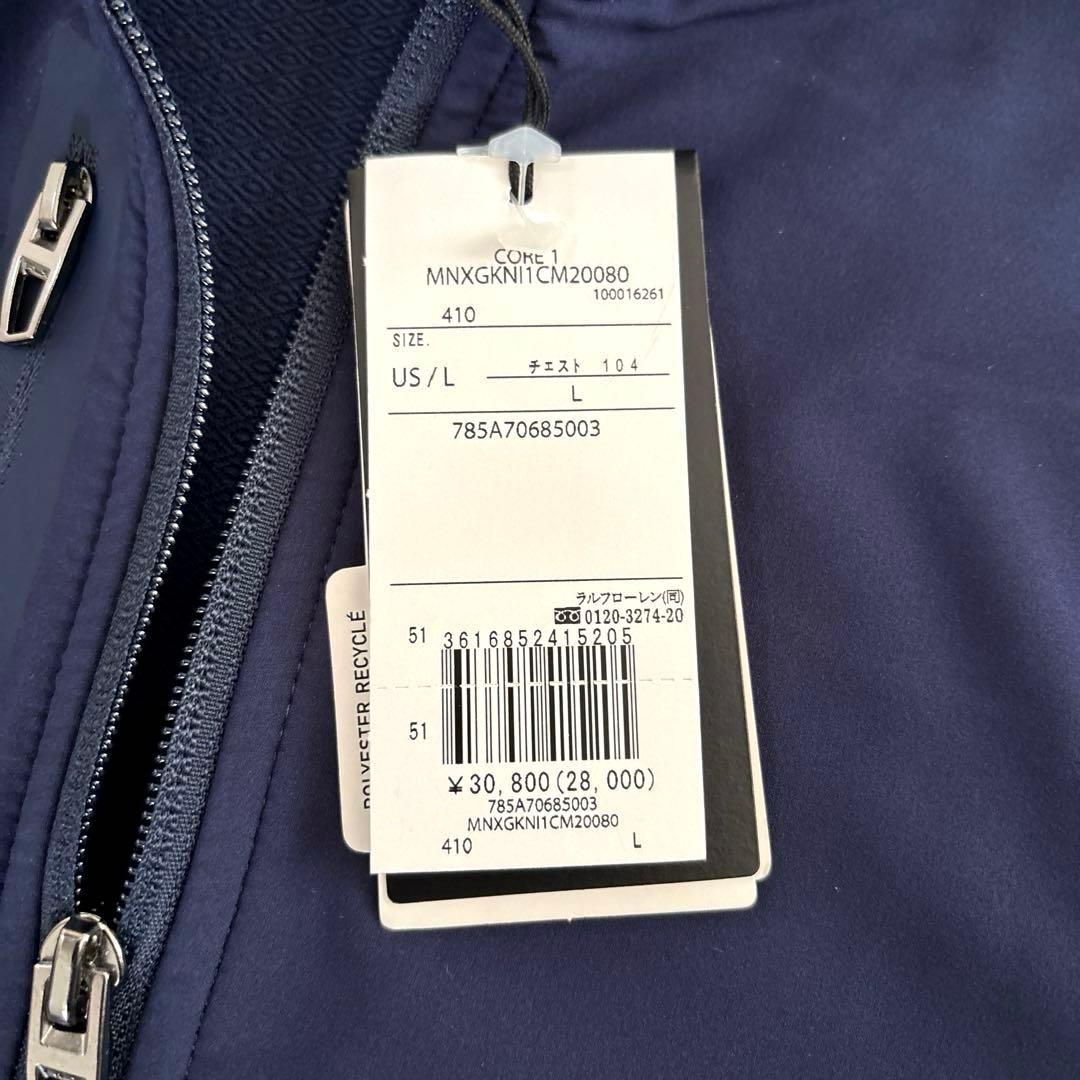 CORE 1
MNXGKNI1CM20080
100016261
410
SIZE.
US / L
チェスト 104
L
785A70685003
ラルフローレン(同)
0120-3274-20
51 3616852415205
51
¥30,800(28,000)
785A70685003
MNXGKNI1CM20080
410 L
POLYESTER RECYCLÉ